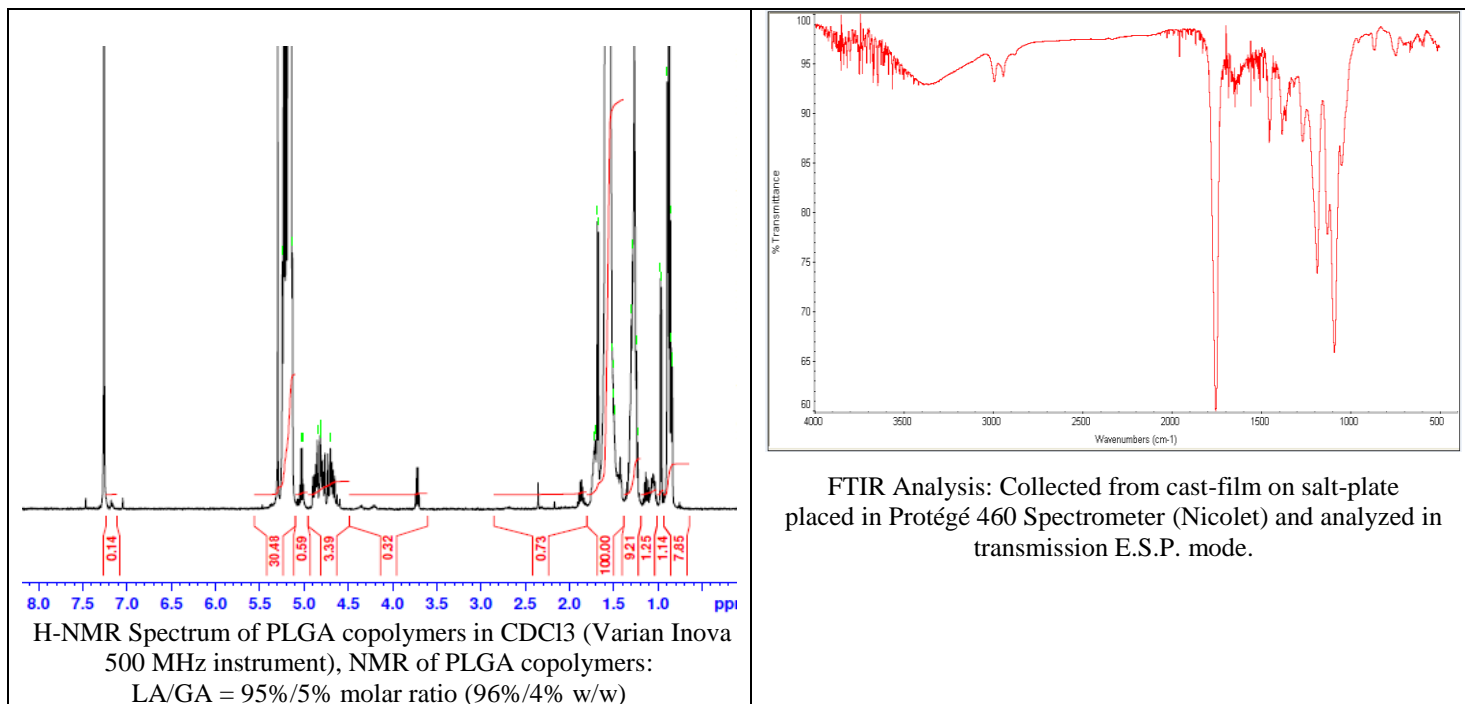 0.14
30.48
0.59
3.39
0.32
0.73
100.00
9.21
1.25
1.14
7.85
8.0 7.5 7.0 6.5 6.0 5.5 5.0 4.5 4.0 3.5 3.0 2.5 2.0 1.5 1.0 ppm
H-NMR Spectrum of PLGA copolymers in CDCl3 (Varian Inova
500 MHz instrument), NMR of PLGA copolymers:
LA/GA = 95%/5% molar ratio (96%/4% w/w)
100
95
90
85
80
75
70
65
60
%Transmittance
4000 3500 3000 2500 2000 1500 1000 500
Wavenumbers (cm-1)
FTIR Analysis: Collected from cast-film on salt-plate
placed in Protégé 460 Spectrometer (Nicolet) and analyzed in
transmission E.S.P. mode.